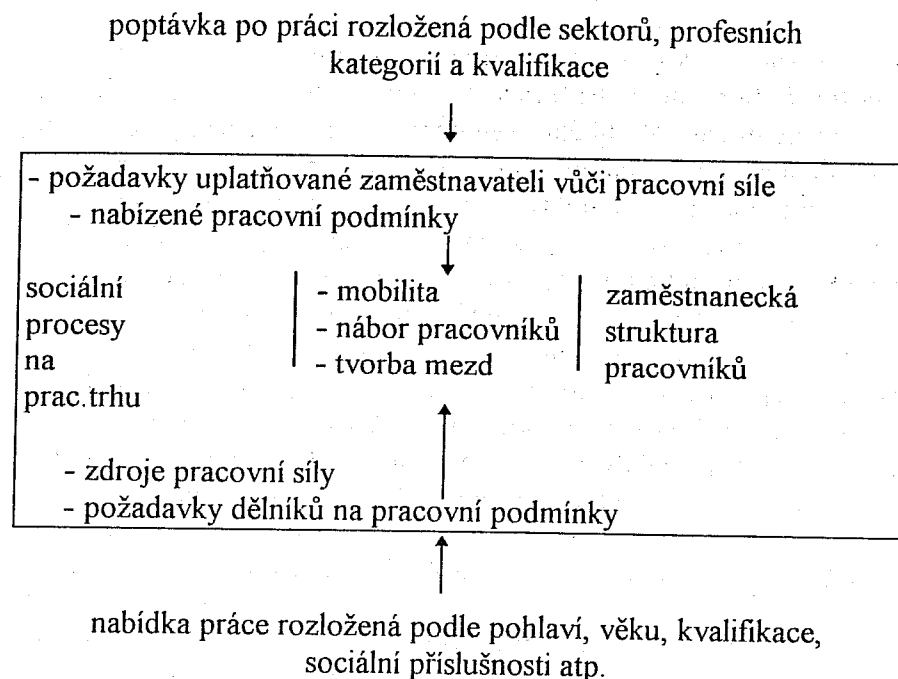 poptávka po práci rozložená podle sektorů, profesních
kategorií a kvalifikace
- požadavky uplatňované zaměstnavateli vůči pracovní síle
- nabízené pracovní podmínky
sociální
procesy
na
prac.trhu
- mobilita
- nábor pracovníků
- tvorba mezd
zaměstnanecká
struktura
pracovníků
- zdroje pracovní síly
- požadavky dělníků na pracovní podmínky
nabídka práce rozložená podle pohlaví, věku, kvalifikace,
sociální příslušnosti atp.